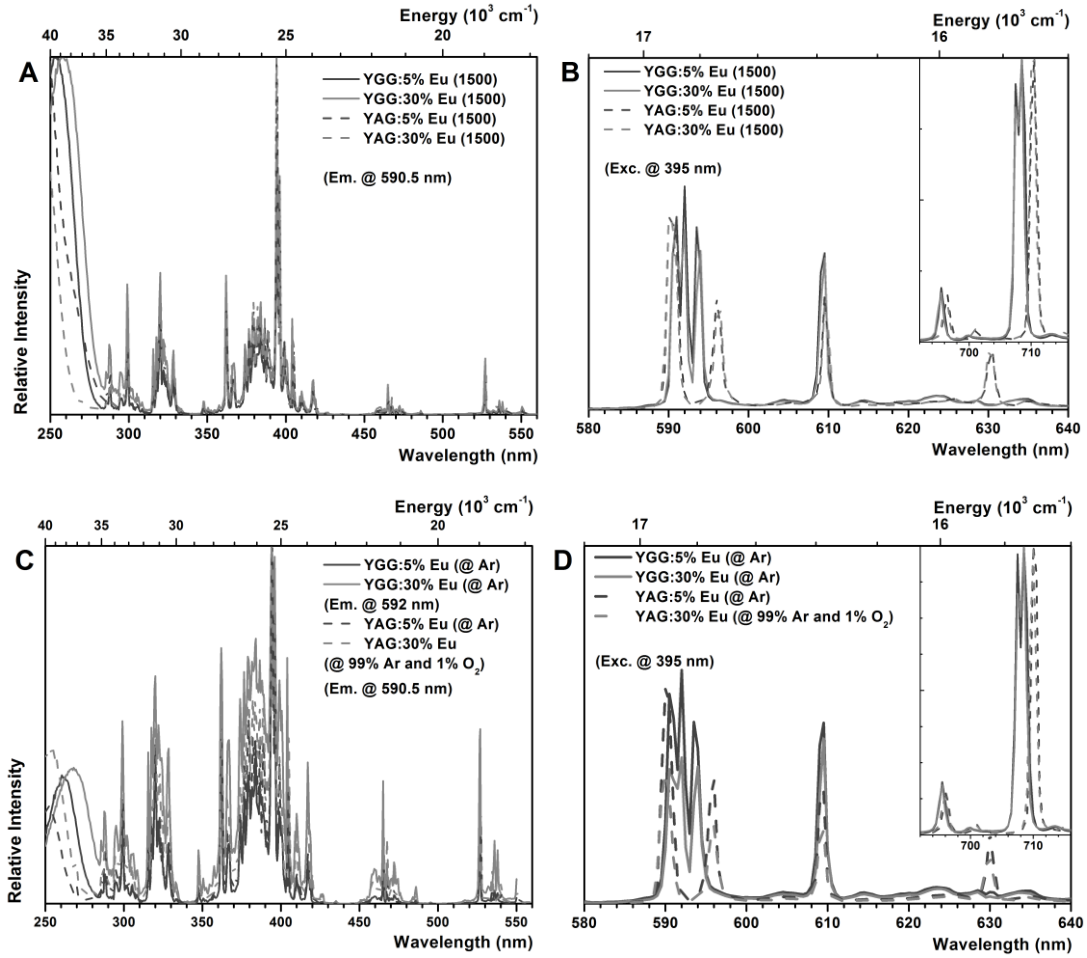 Energy (10³ cm⁻¹)
40 35 30 25 20
A
YGG:5% Eu (1500)
YGG:30% Eu (1500)
YAG:5% Eu (1500)
YAG:30% Eu (1500)
(Em. @ 590.5 nm)
Relative Intensity
250 300 350 400 450 500 550
Wavelength (nm)
Energy (10³ cm⁻¹)
17 16
B
YGG:5% Eu (1500)
YGG:30% Eu (1500)
YAG:5% Eu (1500)
YAG:30% Eu (1500)
(Exc. @ 395 nm)
700 710
580 590 600 610 620 630 640
Wavelength (nm)
Energy (10³ cm⁻¹)
40 35 30 25 20
C
YGG:5% Eu (@ Ar)
YGG:30% Eu (@ Ar)
(Em. @ 592 nm)
YAG:5% Eu (@ Ar)
YAG:30% Eu
(@ 99% Ar and 1% O₂)
(Em. @ 590.5 nm)
Relative Intensity
250 300 350 400 450 500 550
Wavelength (nm)
Energy (10³ cm⁻¹)
17 16
D
YGG:5% Eu (@ Ar)
YGG:30% Eu (@ Ar)
YAG:5% Eu (@ Ar)
YAG:30% Eu (@ 99% Ar and 1% O₂)
(Exc. @ 395 nm)
700 710
580 590 600 610 620 630 640
Wavelength (nm)